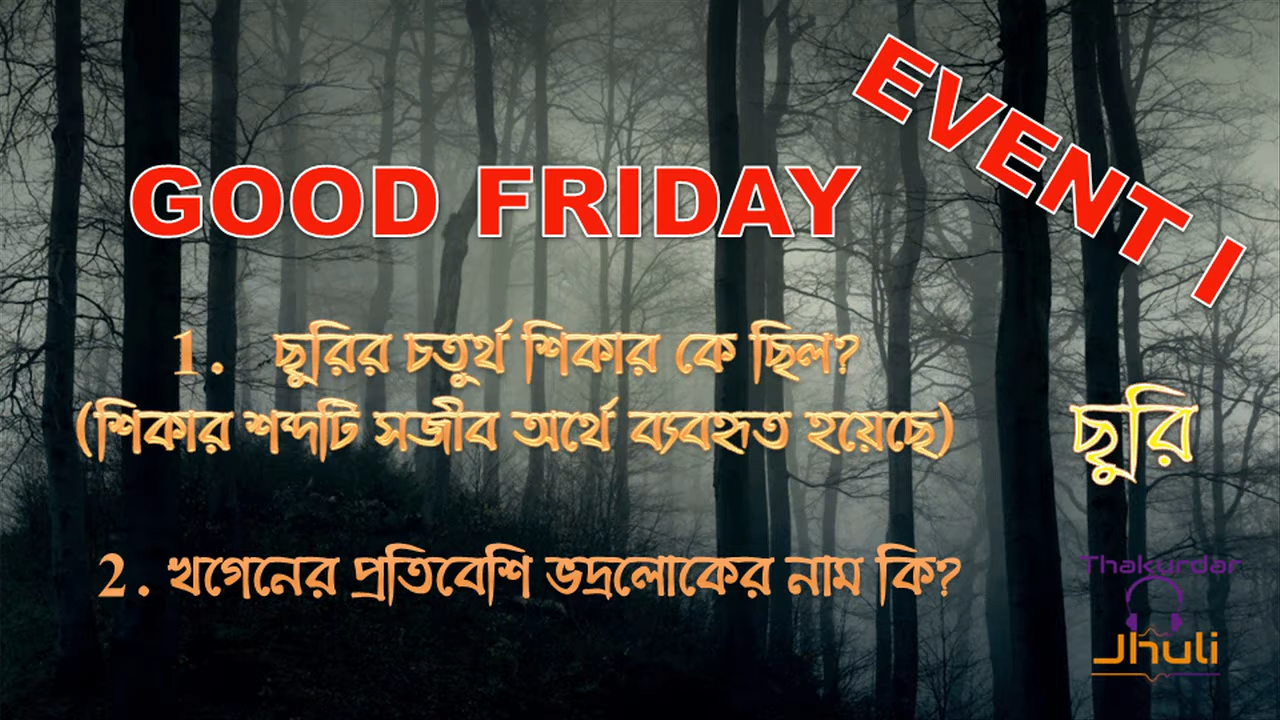 EVENT I
GOOD FRIDAY
1. ছুরির চতুর্থ শিকার কে ছিল?
(শিকার শব্দটি সজীব অর্থে ব্যবহৃত হয়েছে)
ছুরি
2. খগেনের প্রতিবেশি ভদ্রলোকের নাম কি?
Thakurdar
Jhuli